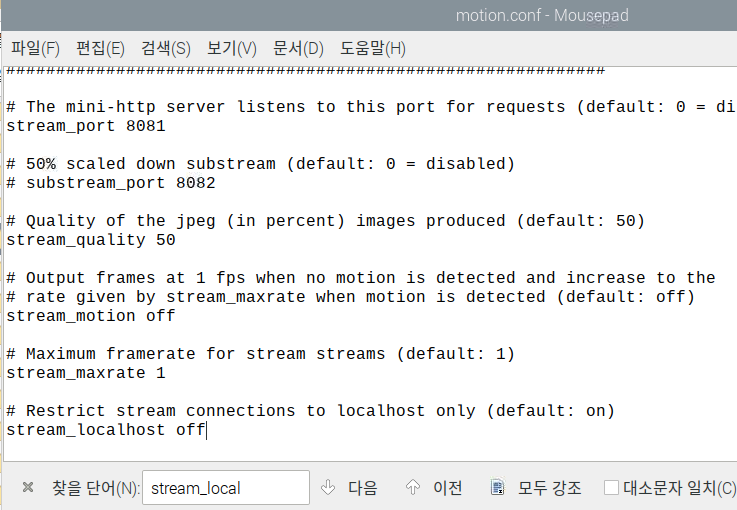 motion.conf - Mousepad
파일(F) 편집(E) 검색(S) 보기(V) 문서(D) 도움말(H)
############################################################
# The mini-http server listens to this port for requests (default: 0 = di
stream_port 8081
# 50% scaled down substream (default: 0 = disabled)
# substream_port 8082
# Quality of the jpeg (in percent) images produced (default: 50)
stream_quality 50
# Output frames at 1 fps when no motion is detected and increase to the
# rate given by stream_maxrate when motion is detected (default: off)
stream_motion off
# Maximum framerate for stream streams (default: 1)
stream_maxrate 1
# Restrict stream connections to localhost only (default: on)
stream_localhost off
찾을 단어(N): stream_local 다음 이전 모두 강조 대소문자 일치(C)